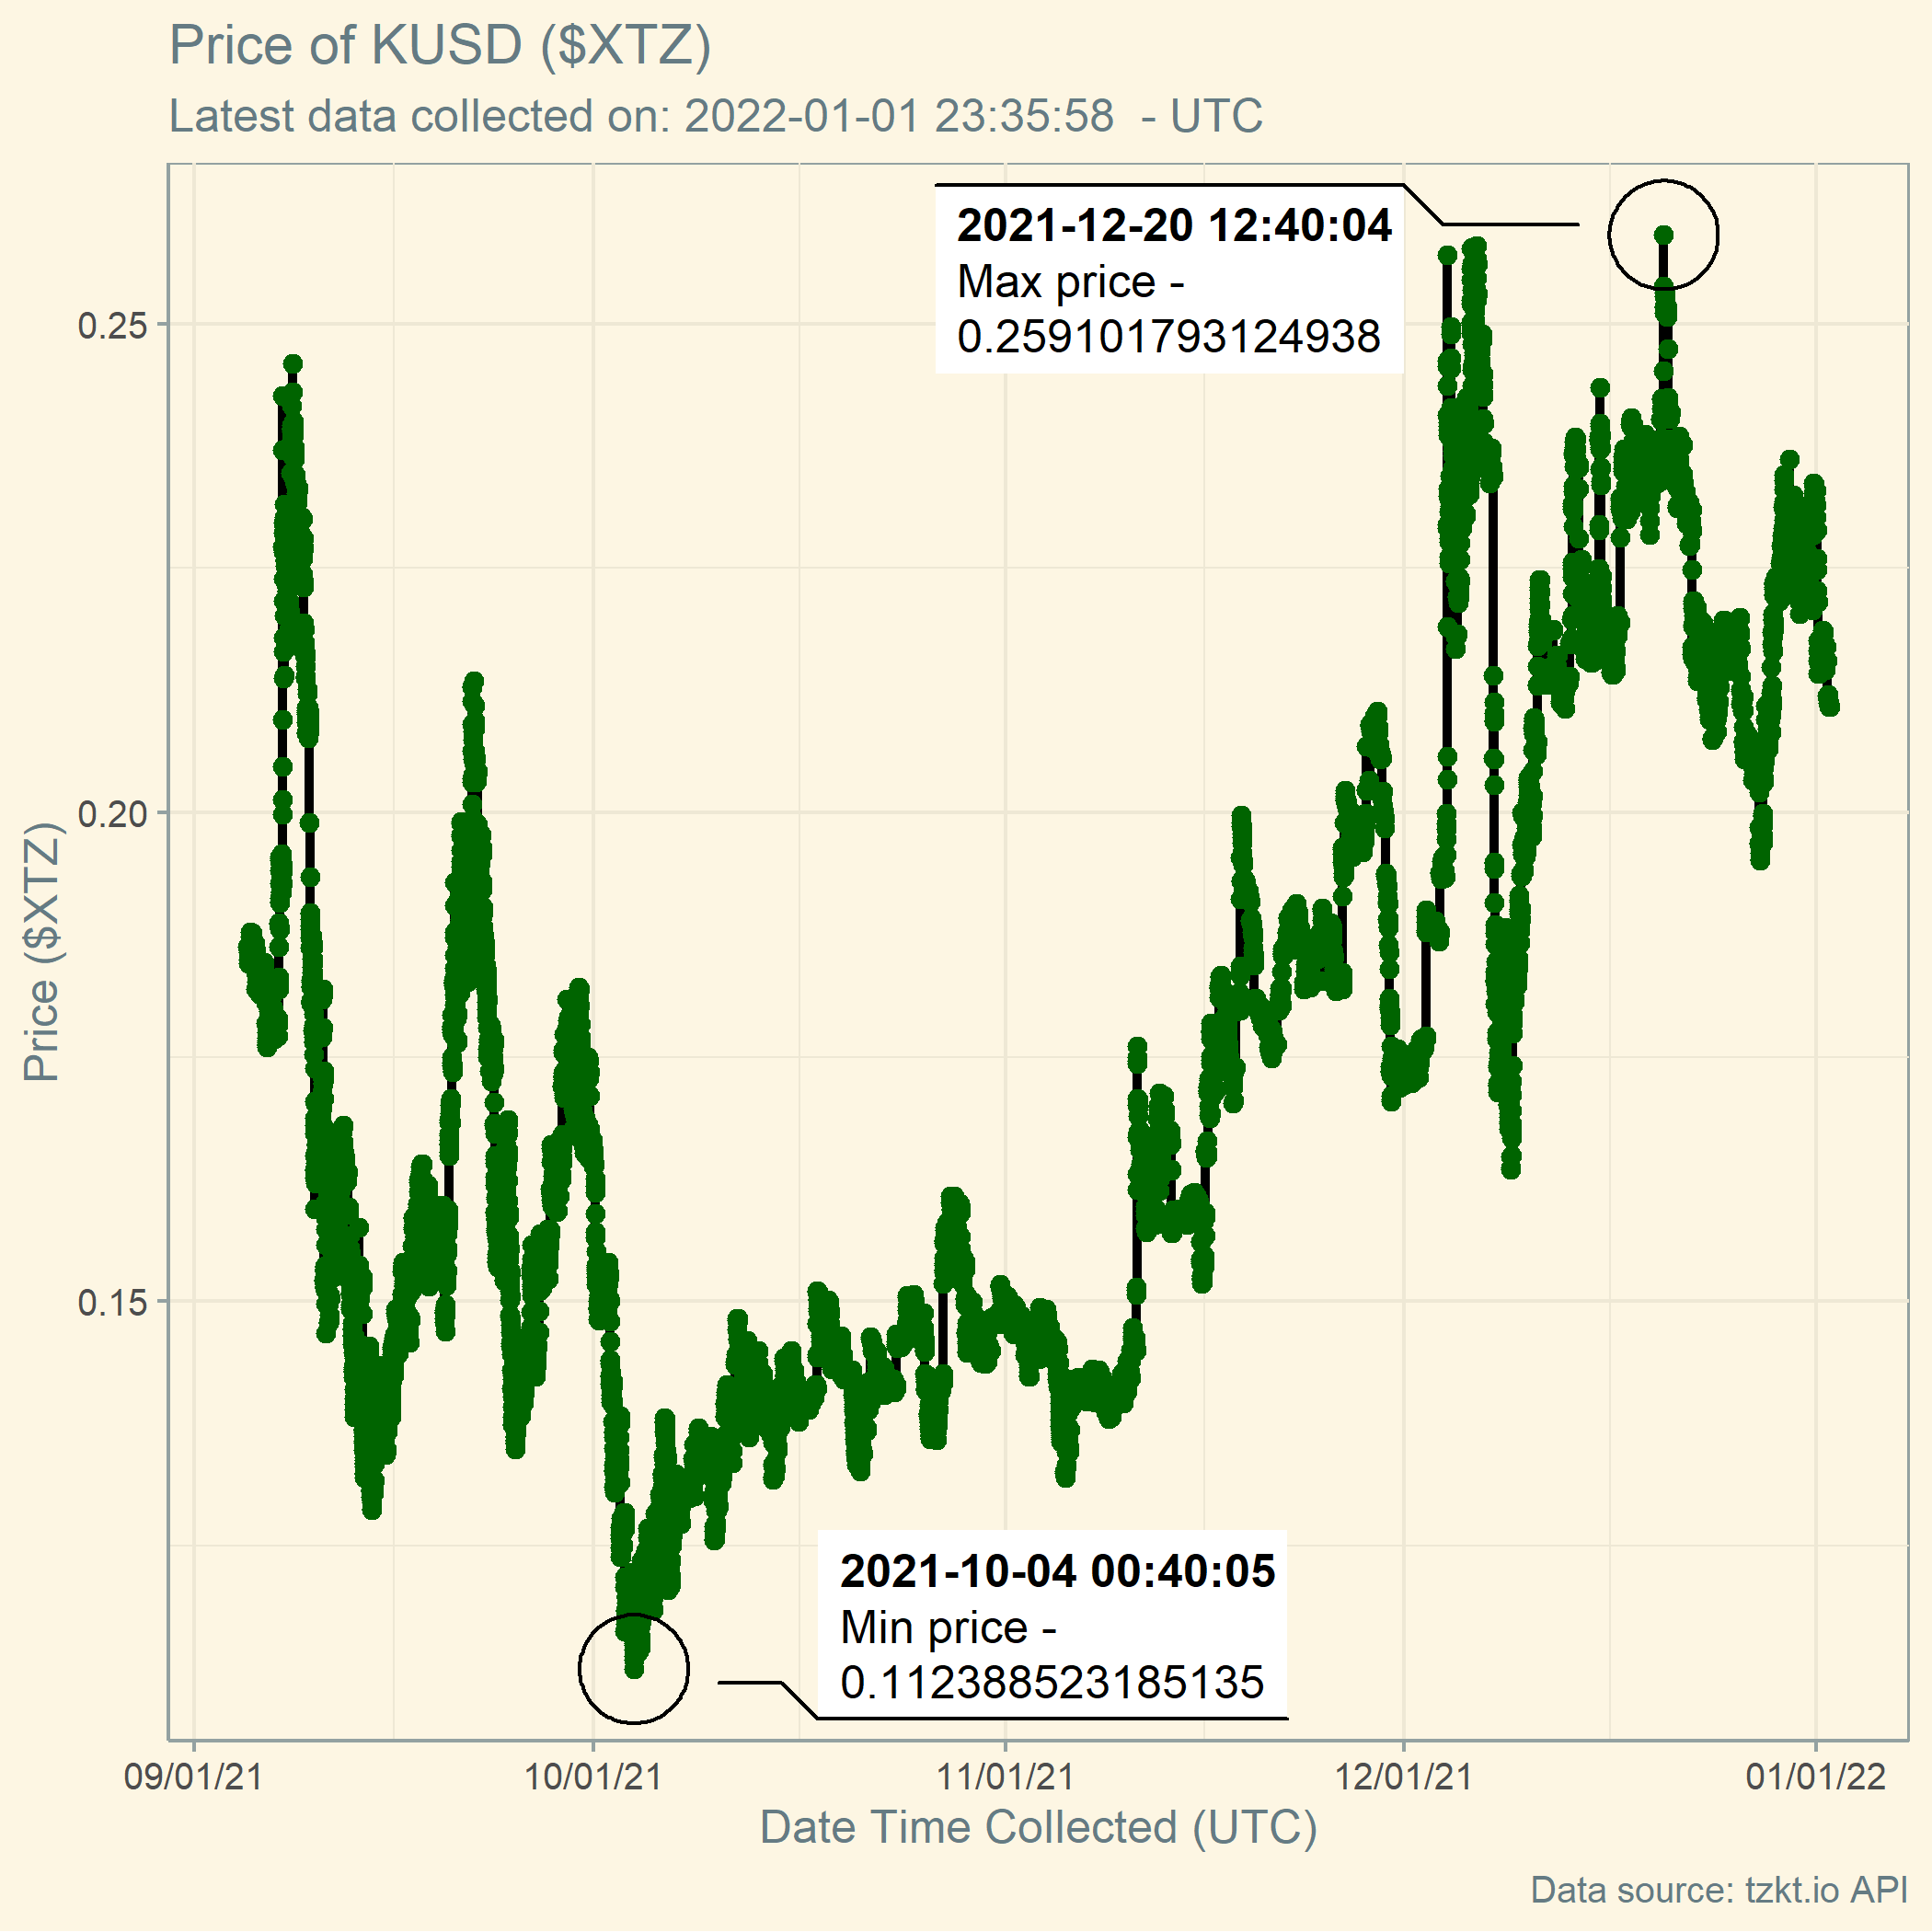 Price of KUSD ($XTZ)
Latest data collected on: 2022-01-01 23:35:58  - UTC
2021-12-20 12:40:04
Max price -
0.259101793124938
0.25
0.20
0.15
Price ($XTZ)
2021-10-04 00:40:05
Min price -
0.112388523185135
09/01/21
10/01/21
11/01/21
12/01/21
01/01/22
Date Time Collected (UTC)
Data source: tzkt.io API